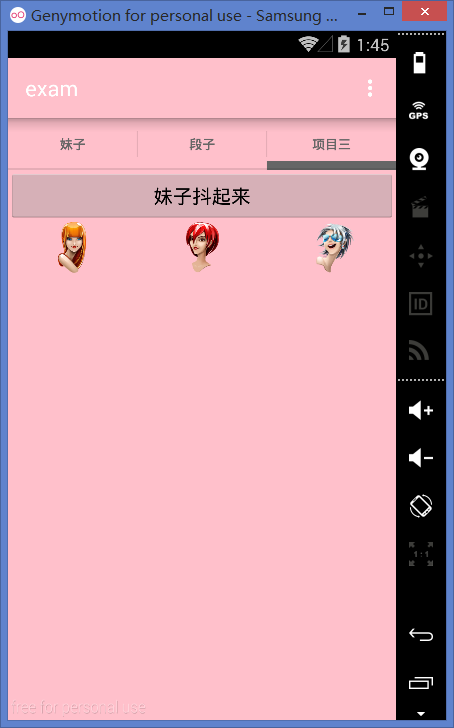 Genymotion for personal use - Samsung ...
1:45
exam
GPS
妹子
段子
项目三
妹子抖起来
ID
1:1
free for personal use